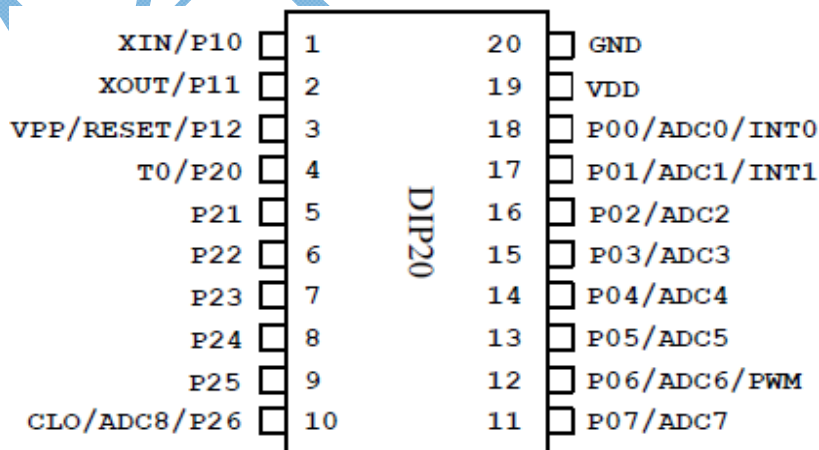 XIN/P10 1 20 GND
XOUT/P11 2 19 VDD
VPP/RESET/P12 3 18 P00/ADC0/INT0
T0/P20 4 17 P01/ADC1/INT1
P21 5 16 P02/ADC2
P22 6 15 P03/ADC3
P23 7 14 P04/ADC4
P24 8 13 P05/ADC5
P25 9 12 P06/ADC6/PWM
CLO/ADC8/P26 10 11 P07/ADC7
DIP20